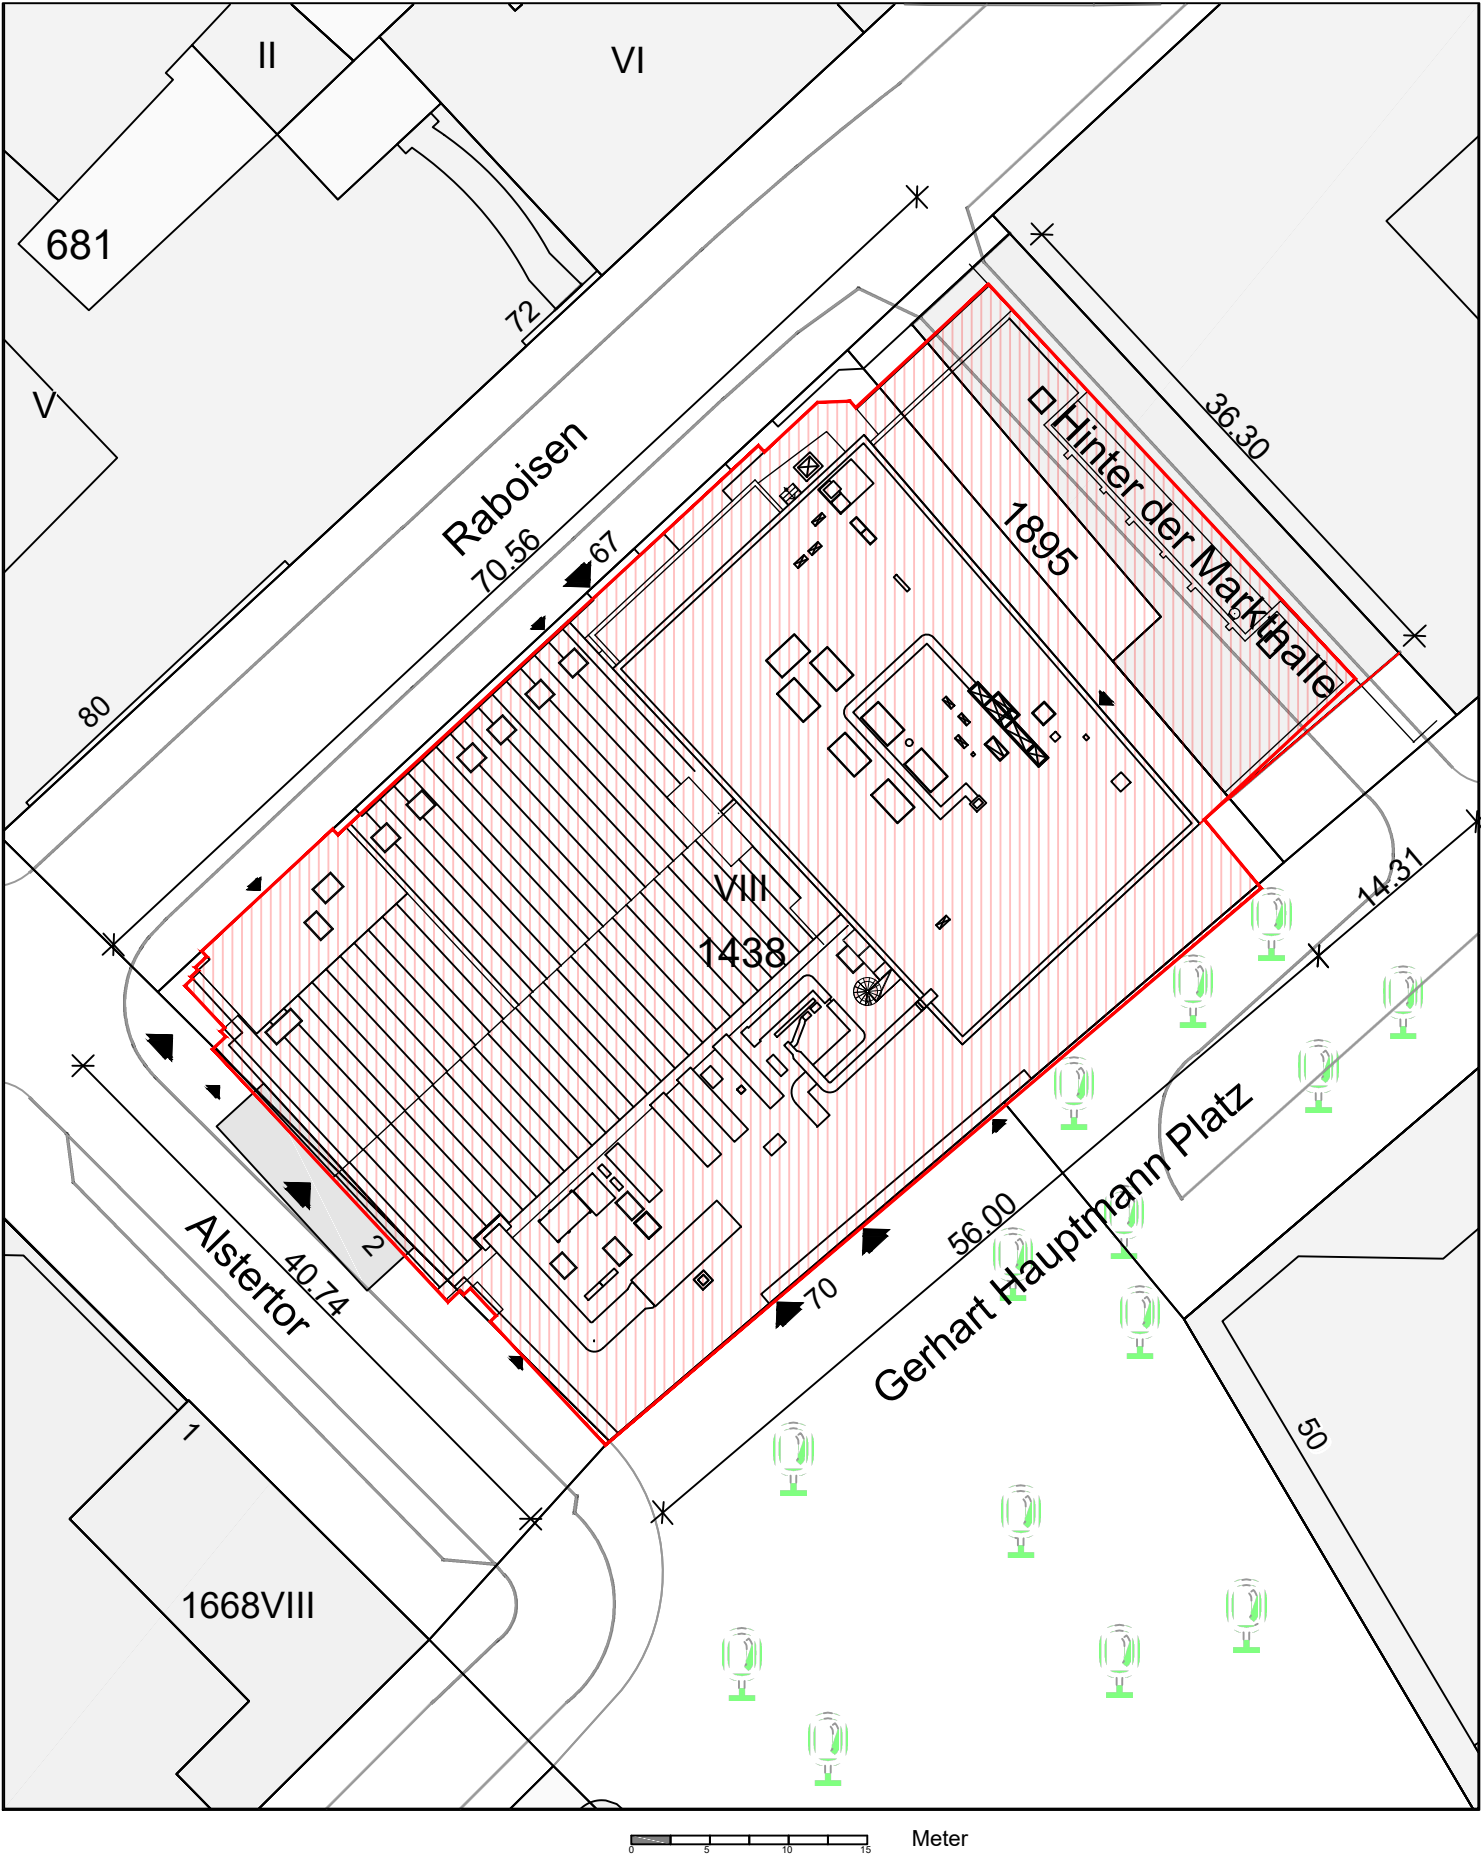 II
VI
681
72
V
36.30
Raboisen
Hinter der Markthalle
70.56
67
1895
80
VIII
1438
14.31
Alstertor
40.74
2
56.00
70
Gerhart Hauptmann Platz
1
50
1668VIII
0
5
10
15
Meter